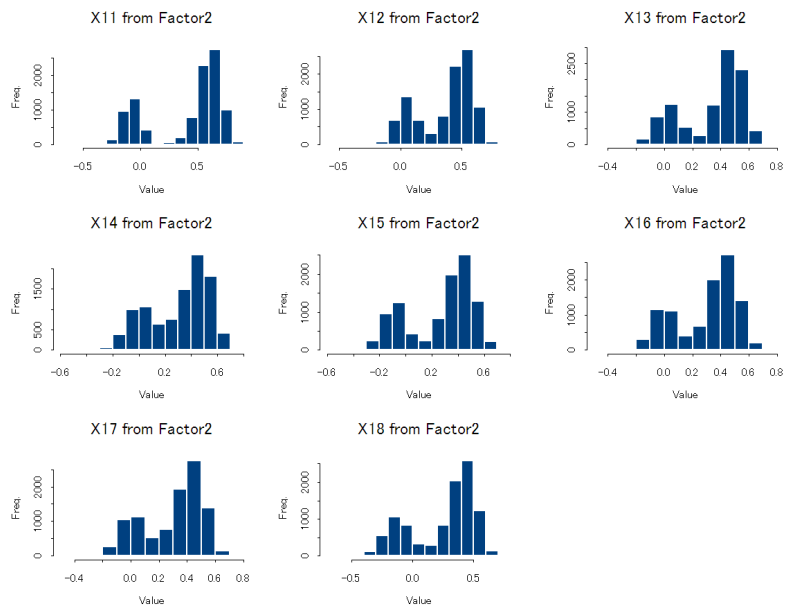 X11 from Factor2
X12 from Factor2
X13 from Factor2
Freq.
0
1000
2000
-0.5
0.0
0.5
Value
Freq.
0
1000
2000
-0.5
0.0
0.5
Value
Freq.
0
1000
2500
-0.4
0.0
0.2
0.4
0.6
0.8
Value
X14 from Factor2
X15 from Factor2
X16 from Factor2
Freq.
0
500
1500
-0.6
-0.2
0.2
0.6
Value
Freq.
0
1000
2000
-0.6
-0.2
0.2
0.6
Value
Freq.
0
1000
2000
-0.4
0.0
0.2
0.4
0.6
0.8
Value
X17 from Factor2
X18 from Factor2
Freq.
0
1000
2000
-0.4
0.0
0.2
0.4
0.6
0.8
Value
Freq.
0
1000
2000
-0.5
0.0
0.5
Value